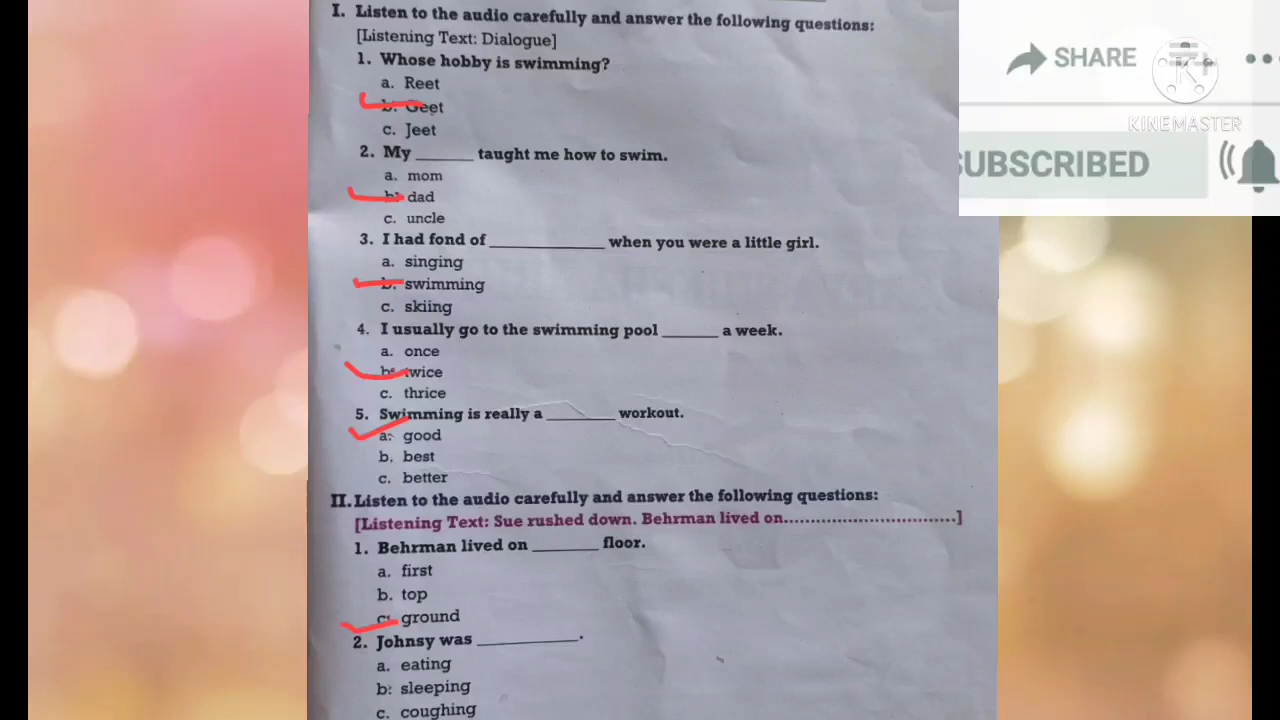 I. Listen to the audio carefully and answer the following questions:
[Listening Text: Dialogue]
1. Whose hobby is swimming?
a. Reet
b. Geet
c. Jeet
2. My ______ taught me how to swim.
a. mom
b. dad
c. uncle
3. I had fond of ____________ when you were a little girl.
a. singing
b. swimming
c. skiing
4. I usually go to the swimming pool ______ a week.
a. once
b. twice
c. thrice
5. Swimming is really a ________ workout.
a. good
b. best
c. better
II. Listen to the audio carefully and answer the following questions:
[Listening Text: Sue rushed down. Behrman lived on...............................]
1. Behrman lived on ________ floor.
a. first
b. top
c. ground
2. Johnsy was ____________.
a. eating
b. sleeping
c. coughing
SHARE
KINEMASTER
SUBSCRIBED